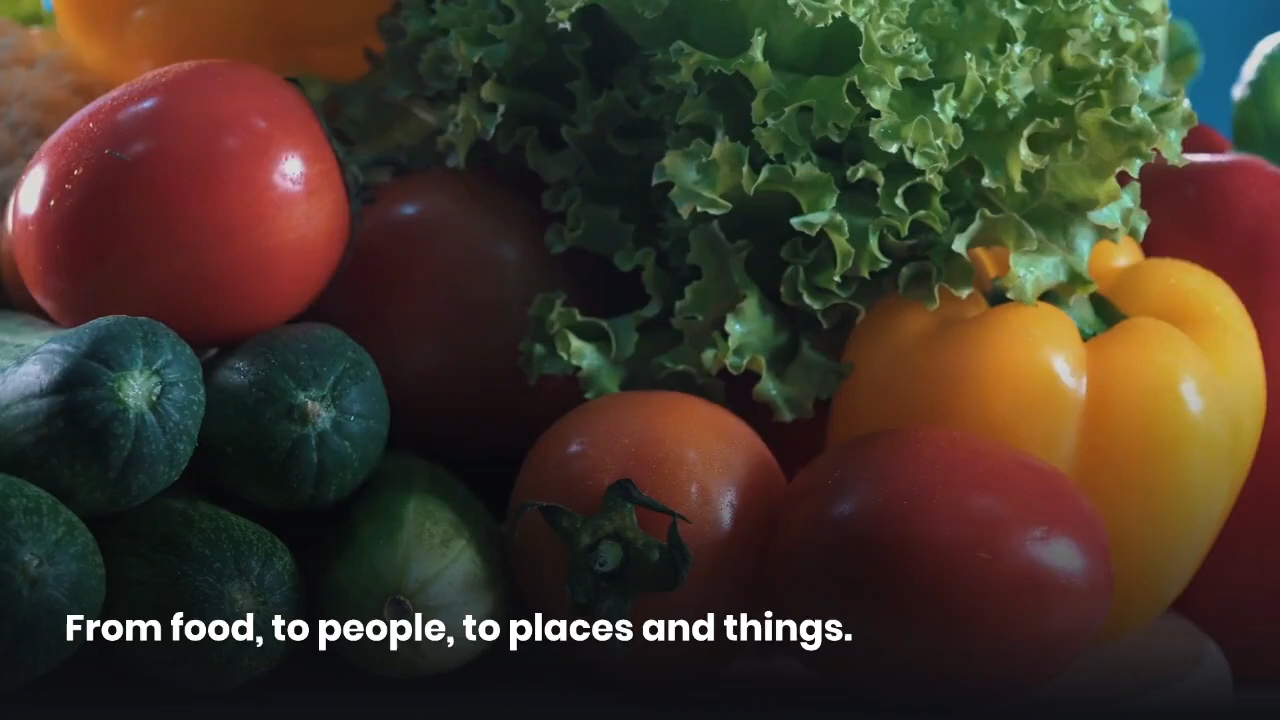 From food, to people, to places and things.